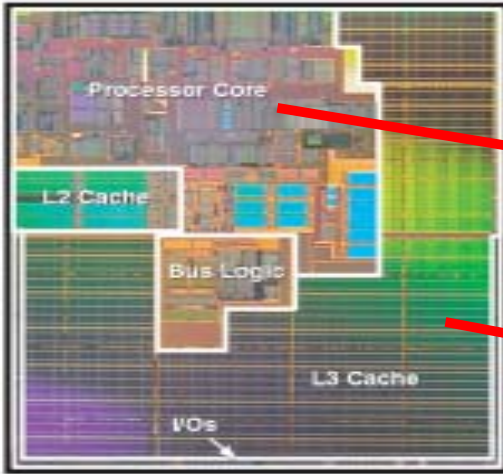 Processor Core
L2 Cache
Bus Logic
L3 Cache
I/Os